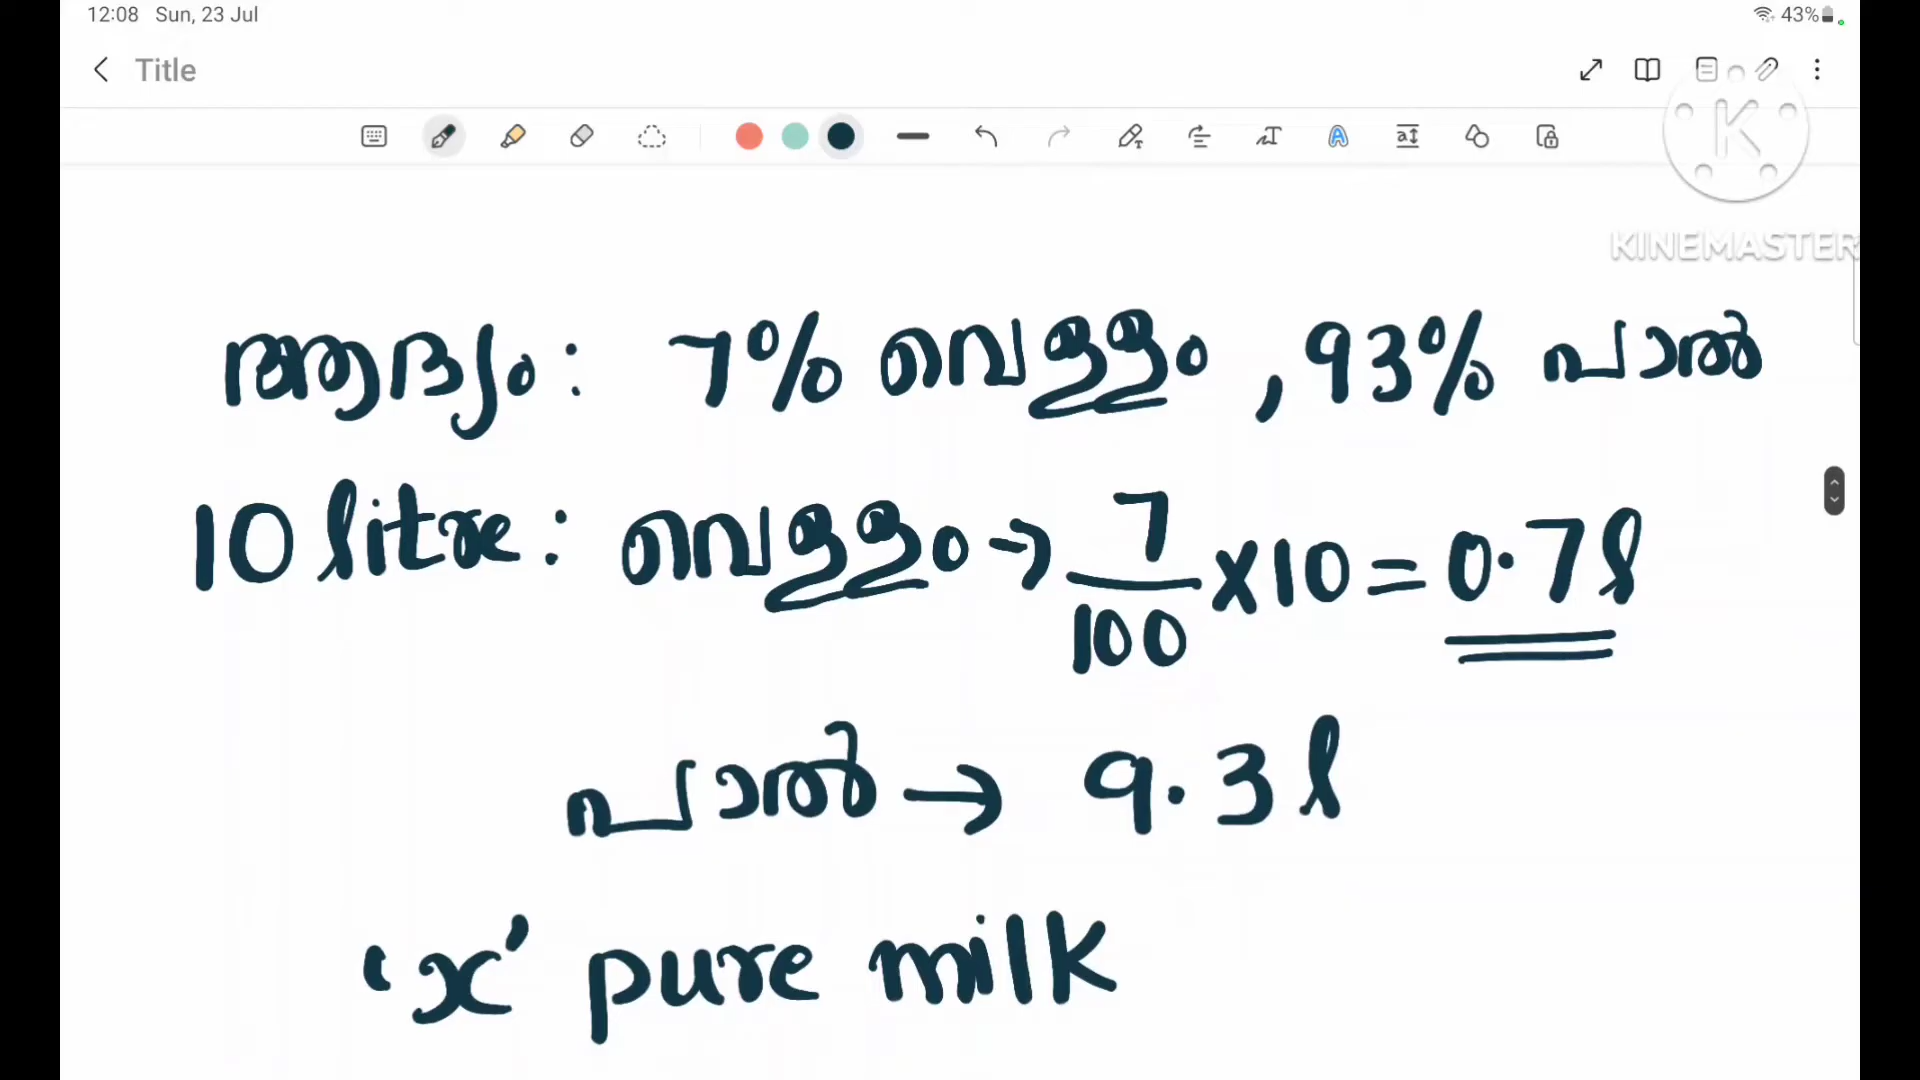 12:08 Sun, 23 Jul 43%
Title
KINEMASTER
ആദ്യം: 7% വെള്ളം, 93% പാൽ
10 litre: വെള്ളം → 7/100 x 10 = 0.7 l
പാൽ → 9.3 l
'x' pure milk